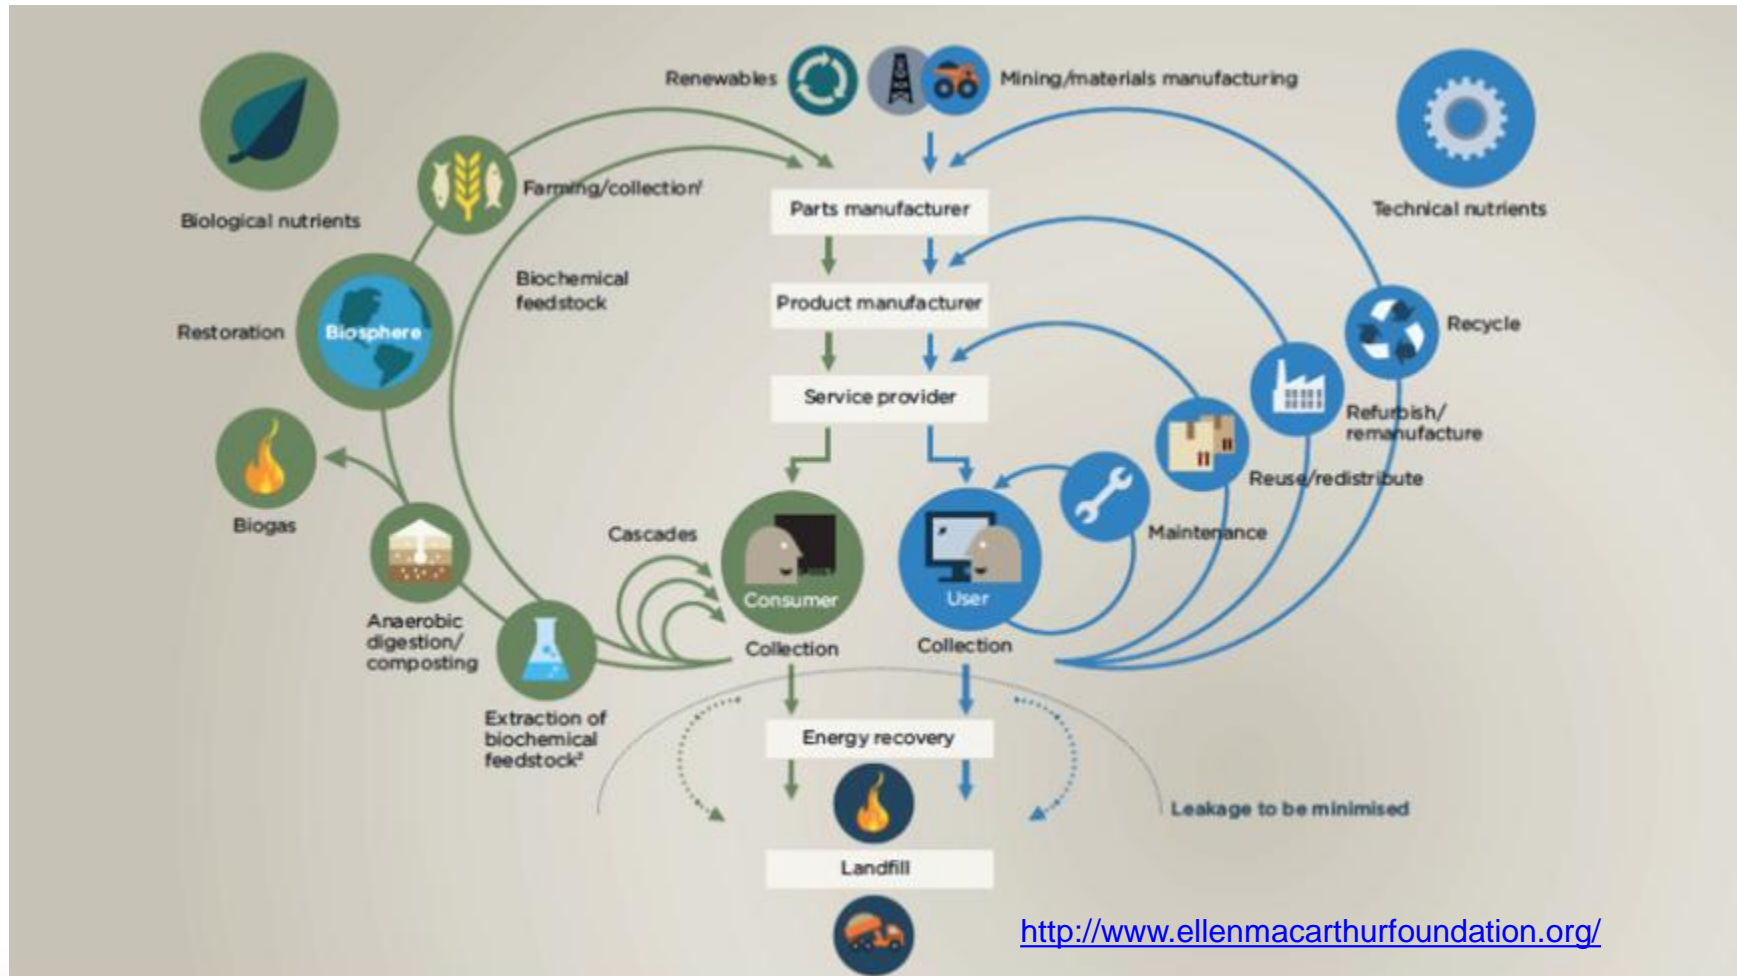 Renewables
Mining/materials manufacturing
Biological nutrients
Technical nutrients
Farming/collection¹
Parts manufacturer
Biochemical
feedstock
Product manufacturer
Restoration
Biosphere
Recycle
Service provider
Refurbish/
remanufacture
Reuse/redistribute
Biogas
Cascades
Maintenance
Consumer
User
Anaerobic
digestion/
composting
Collection
Collection
Extraction of
biochemical
feedstock²
Energy recovery
Leakage to be minimised
Landfill
http://www.ellenmacarthurfoundation.org/